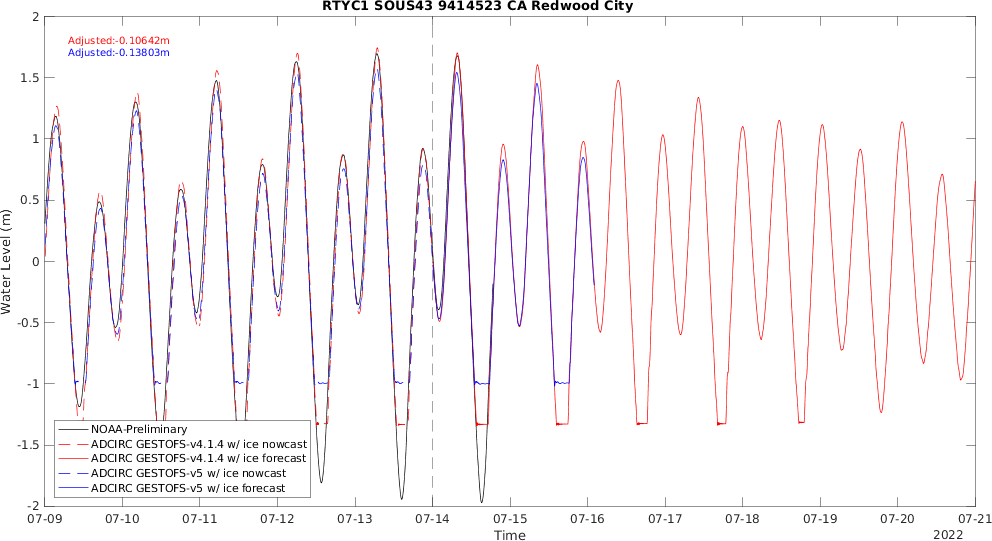 RTYC1 SOUS43 9414523 CA Redwood City
Adjusted:-0.10642m
Adjusted:-0.13803m
2
1.5
1
0.5
0
-0.5
-1
-1.5
-2
Water Level (m)
NOAA-Preliminary
ADCIRC GESTOFS-v4.1.4 w/ ice nowcast
ADCIRC GESTOFS-v4.1.4 w/ ice forecast
ADCIRC GESTOFS-v5 w/ ice nowcast
ADCIRC GESTOFS-v5 w/ ice forecast
07-09 07-10 07-11 07-12 07-13 07-14 07-15 07-16 07-17 07-18 07-19 07-20 07-21
Time
2022